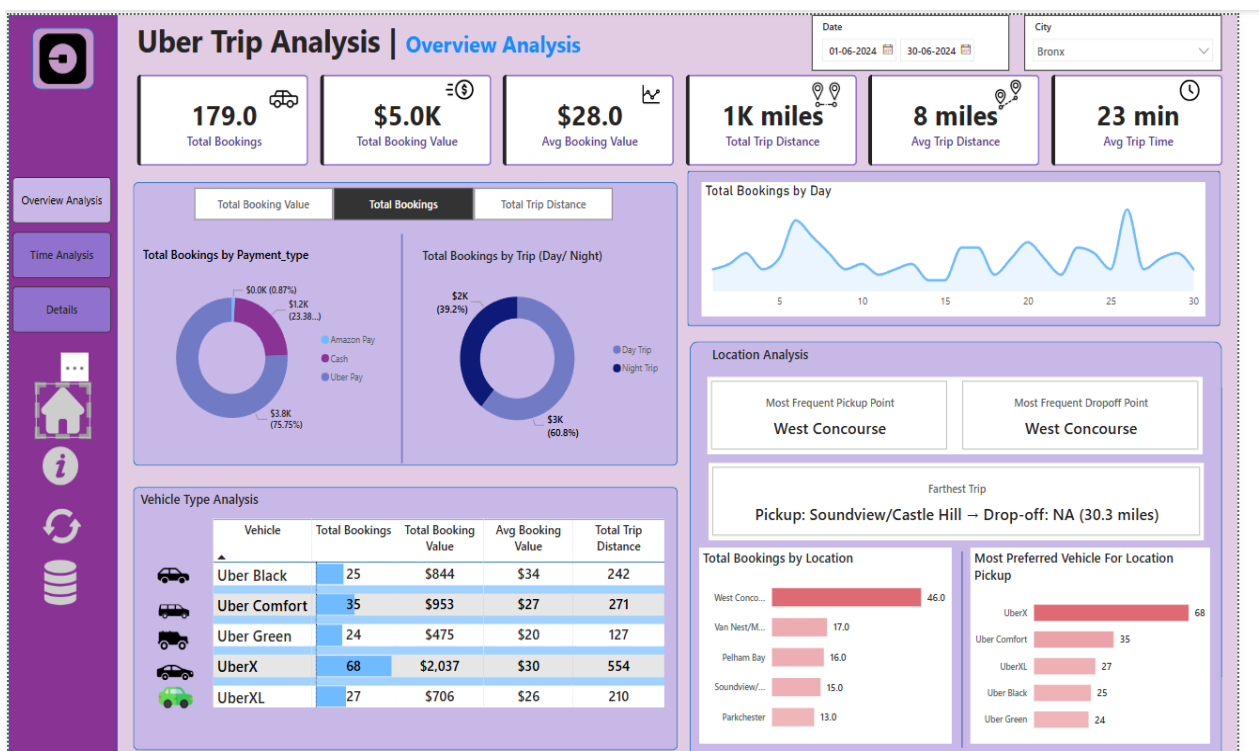 Uber Trip Analysis | Overview Analysis
Date
01-06-2024 30-06-2024
City
Bronx
179.0
Total Bookings
$5.0K
Total Booking Value
$28.0
Avg Booking Value
1K miles
Total Trip Distance
8 miles
Avg Trip Distance
23 min
Avg Trip Time
Overview Analysis
Time Analysis
Details
Total Booking Value
Total Bookings
Total Trip Distance
Total Bookings by Payment_type
$0.0K (0.87%)
$1.2K
(23.38...)
$3.8K
(75.75%)
Amazon Pay
Cash
Uber Pay
Total Bookings by Trip (Day/ Night)
$2K
(39.2%)
$3K
(60.8%)
Day Trip
Night Trip
Total Bookings by Day
5 10 15 20 25 30
Vehicle Type Analysis
Vehicle Total Bookings Total Booking Value Avg Booking Value Total Trip Distance
Uber Black 25 $844 $34 242
Uber Comfort 35 $953 $27 271
Uber Green 24 $475 $20 127
UberX 68 $2,037 $30 554
UberXL 27 $706 $26 210
Location Analysis
Most Frequent Pickup Point
West Concourse
Most Frequent Dropoff Point
West Concourse
Farthest Trip
Pickup: Soundview/Castle Hill → Drop-off: NA (30.3 miles)
Total Bookings by Location
West Conco... 46.0
Van Nest/M... 17.0
Pelham Bay 16.0
Soundview/... 15.0
Parkchester 13.0
Most Preferred Vehicle For Location
Pickup
UberX 68
Uber Comfort 35
UberXL 27
Uber Black 25
Uber Green 24